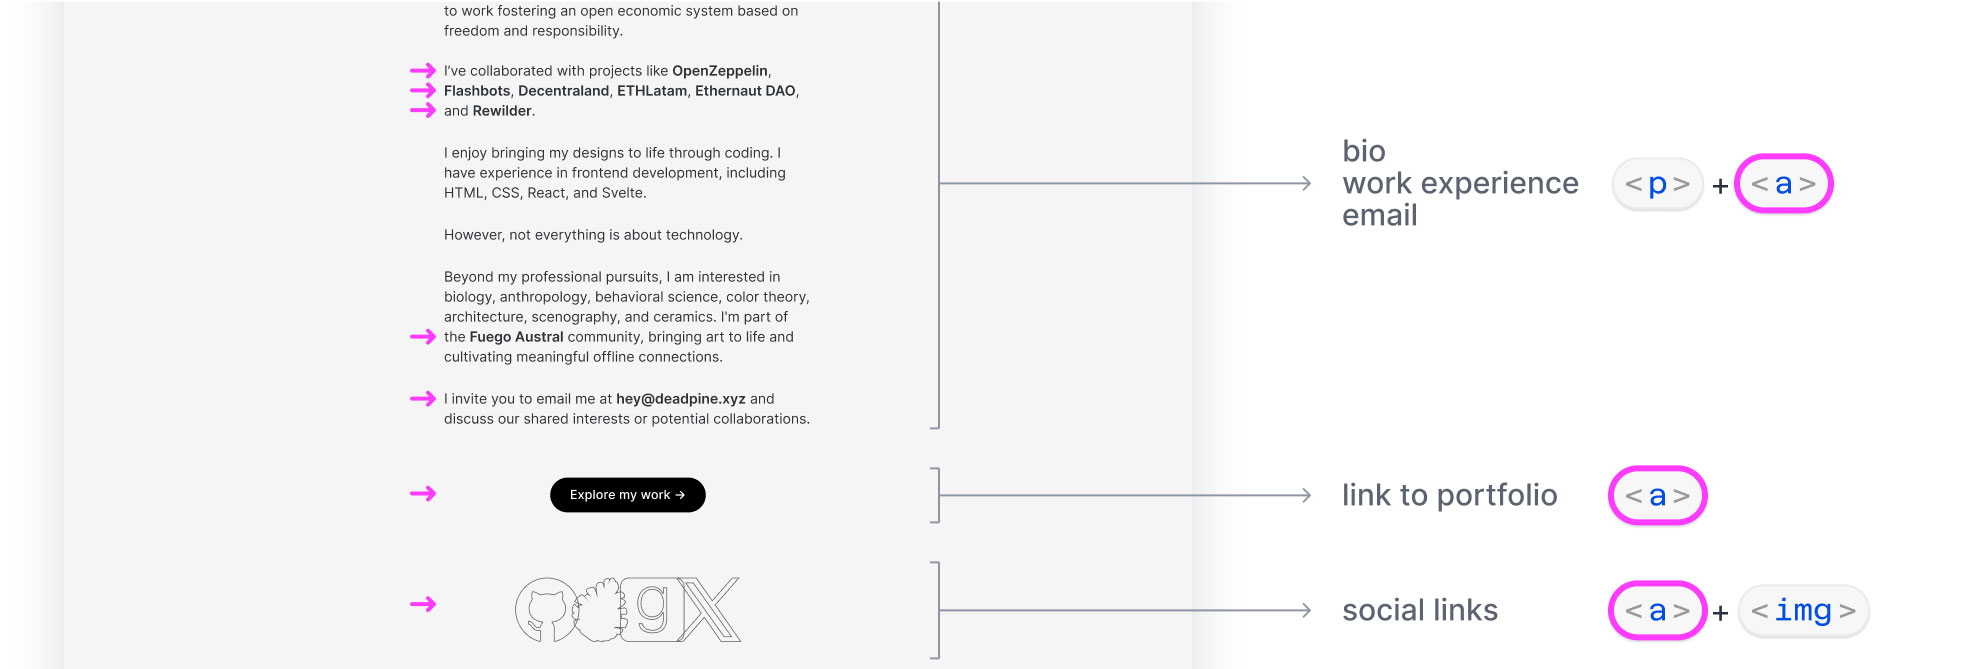 to work fostering an open economic system based on
freedom and responsibility.
I've collaborated with projects like OpenZeppelin,
Flashbots, Decentraland, ETHLatam, Ethernaut DAO,
and Rewilder.
I enjoy bringing my designs to life through coding. I
have experience in frontend development, including
HTML, CSS, React, and Svelte.
However, not everything is about technology.
Beyond my professional pursuits, I am interested in
biology, anthropology, behavioral science, color theory,
architecture, scenography, and ceramics. I'm part of
the Fuego Austral community, bringing art to life and
cultivating meaningful offline connections.
I invite you to email me at hey@deadpine.xyz and
discuss our shared interests or potential collaborations.
bio
work experience
email
<p> + <a>
Explore my work →
link to portfolio
<a>
g X
social links
<a> + <img>